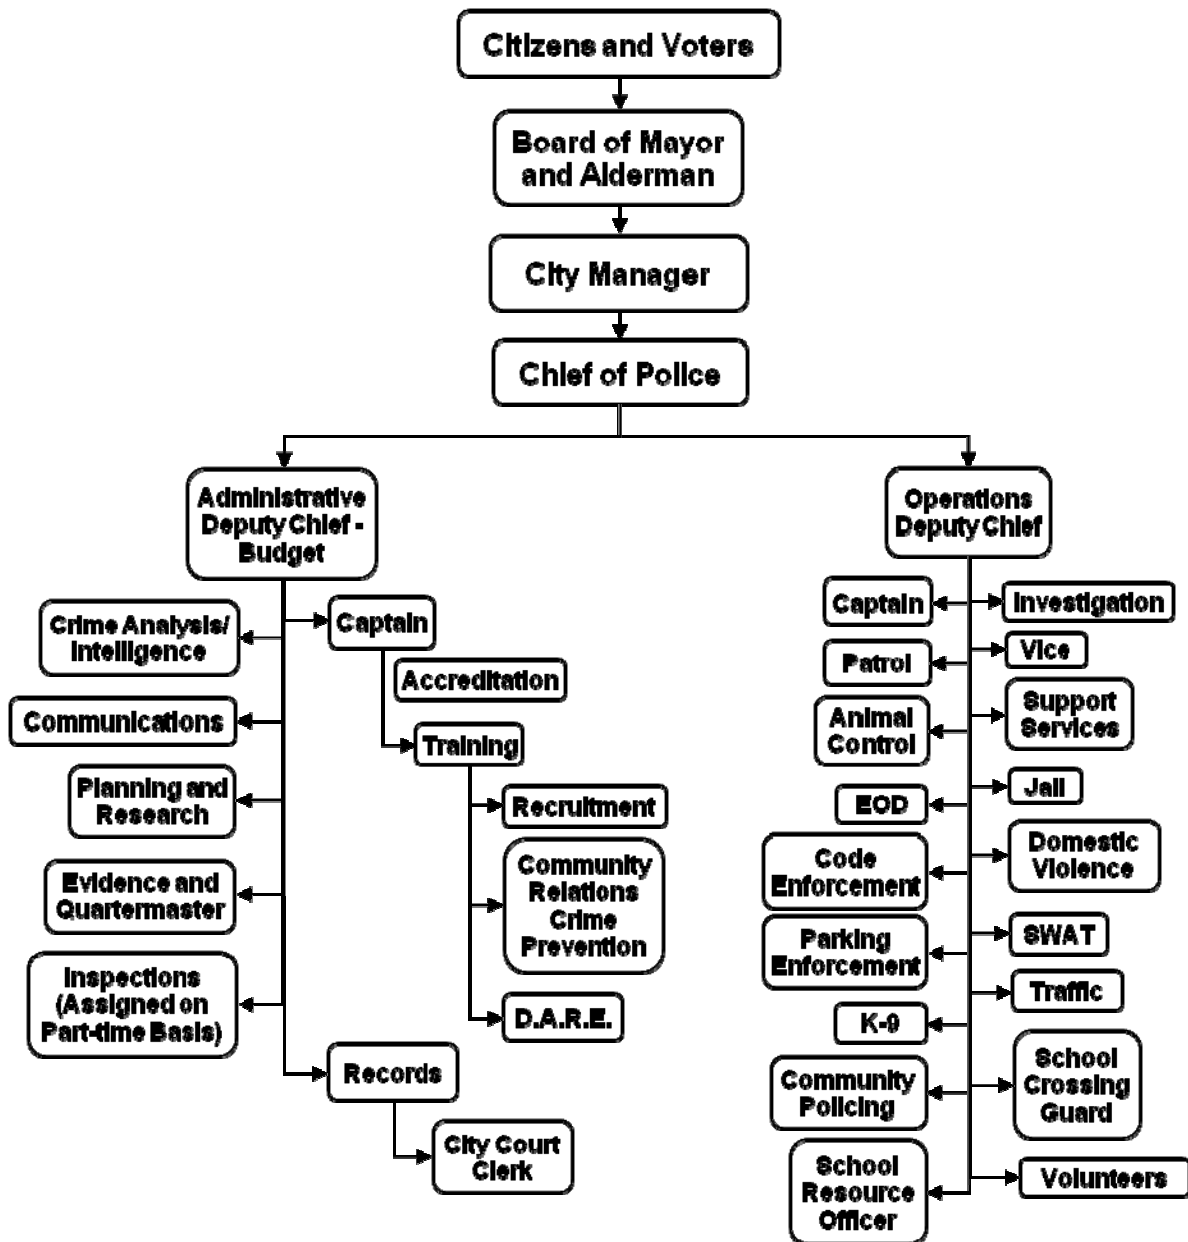 Citizens and Voters
Board of Mayor
and Alderman
City Manager
Chief of Police
Administrative
Deputy Chief -
Budget
Crime Analysis/
Intelligence
Communications
Planning and
Research
Evidence and
Quartermaster
Inspections
(Assigned on
Part-time Basis)
Captain
Accreditation
Training
Recruitment
Community
Relations
Crime
Prevention
D.A.R.E.
Records
City Court
Clerk
Operations
Deputy Chief
Captain
Patrol
Animal
Control
EOD
Code
Enforcement
Parking
Enforcement
K-9
Community
Policing
School
Resource
Officer
Investigation
Vice
Support
Services
Jail
Domestic
Violence
SWAT
Traffic
School
Crossing
Guard
Volunteers